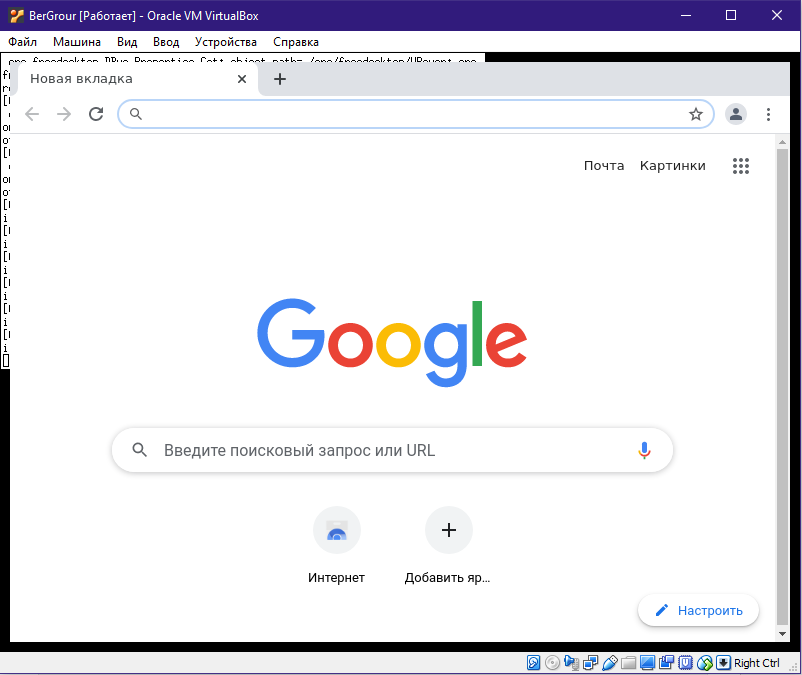 BerGrour [Работает] - Oracle VM VirtualBox
Файл Машина Вид Ввод Устройства Справка
Новая вкладка
Почта Картинки
Google
Введите поисковый запрос или URL
Интернет Добавить яр...
Настроить
Right Ctrl